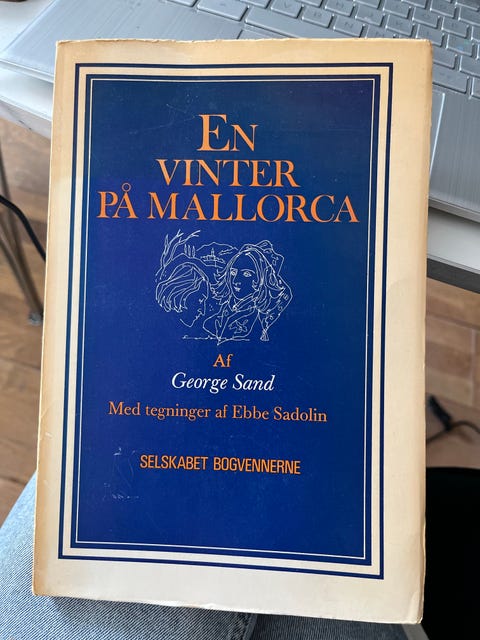 EN
VINTER
PÅ MALLORCA
Af
George Sand
Med tegninger af Ebbe Sadolin
SELSKABET BOGVENNERNE